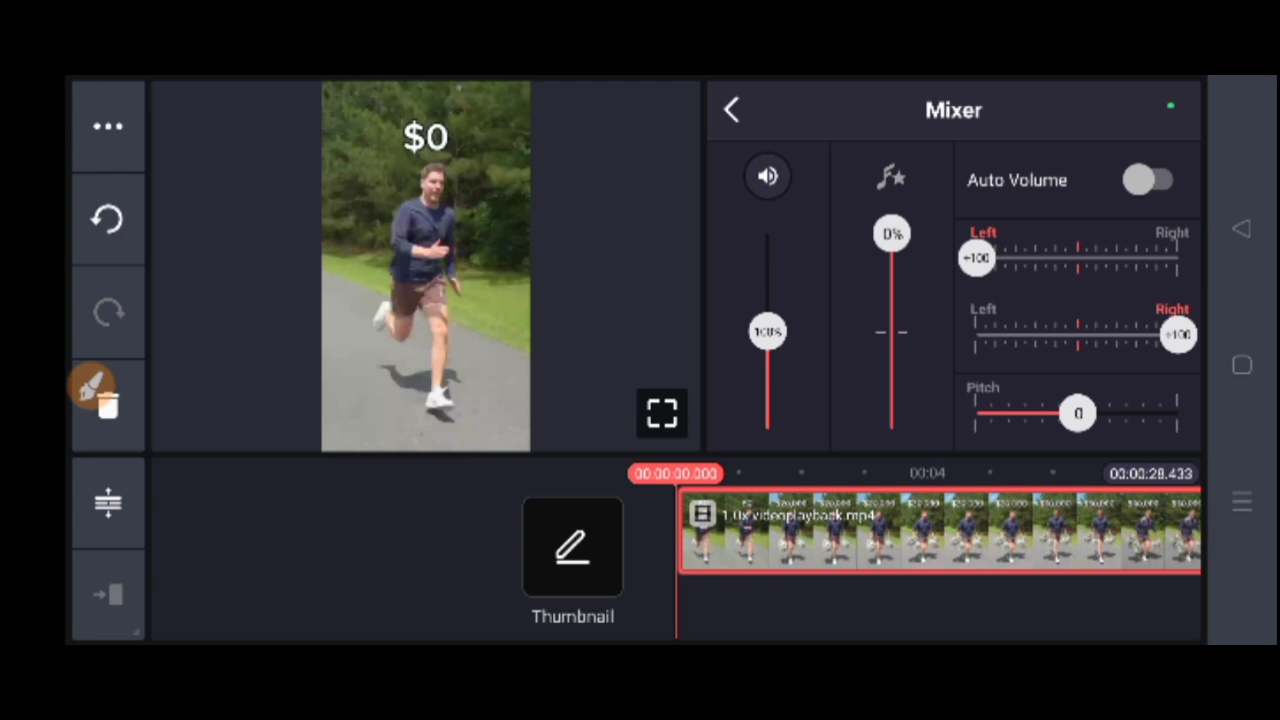 Mixer
$0
0%
Auto Volume
Left Right
+100
100%
Left Right
+100
Pitch
0
00:00:00.000
00:04
00:00:28.433
1.0x videoplayback.mp4
Thumbnail